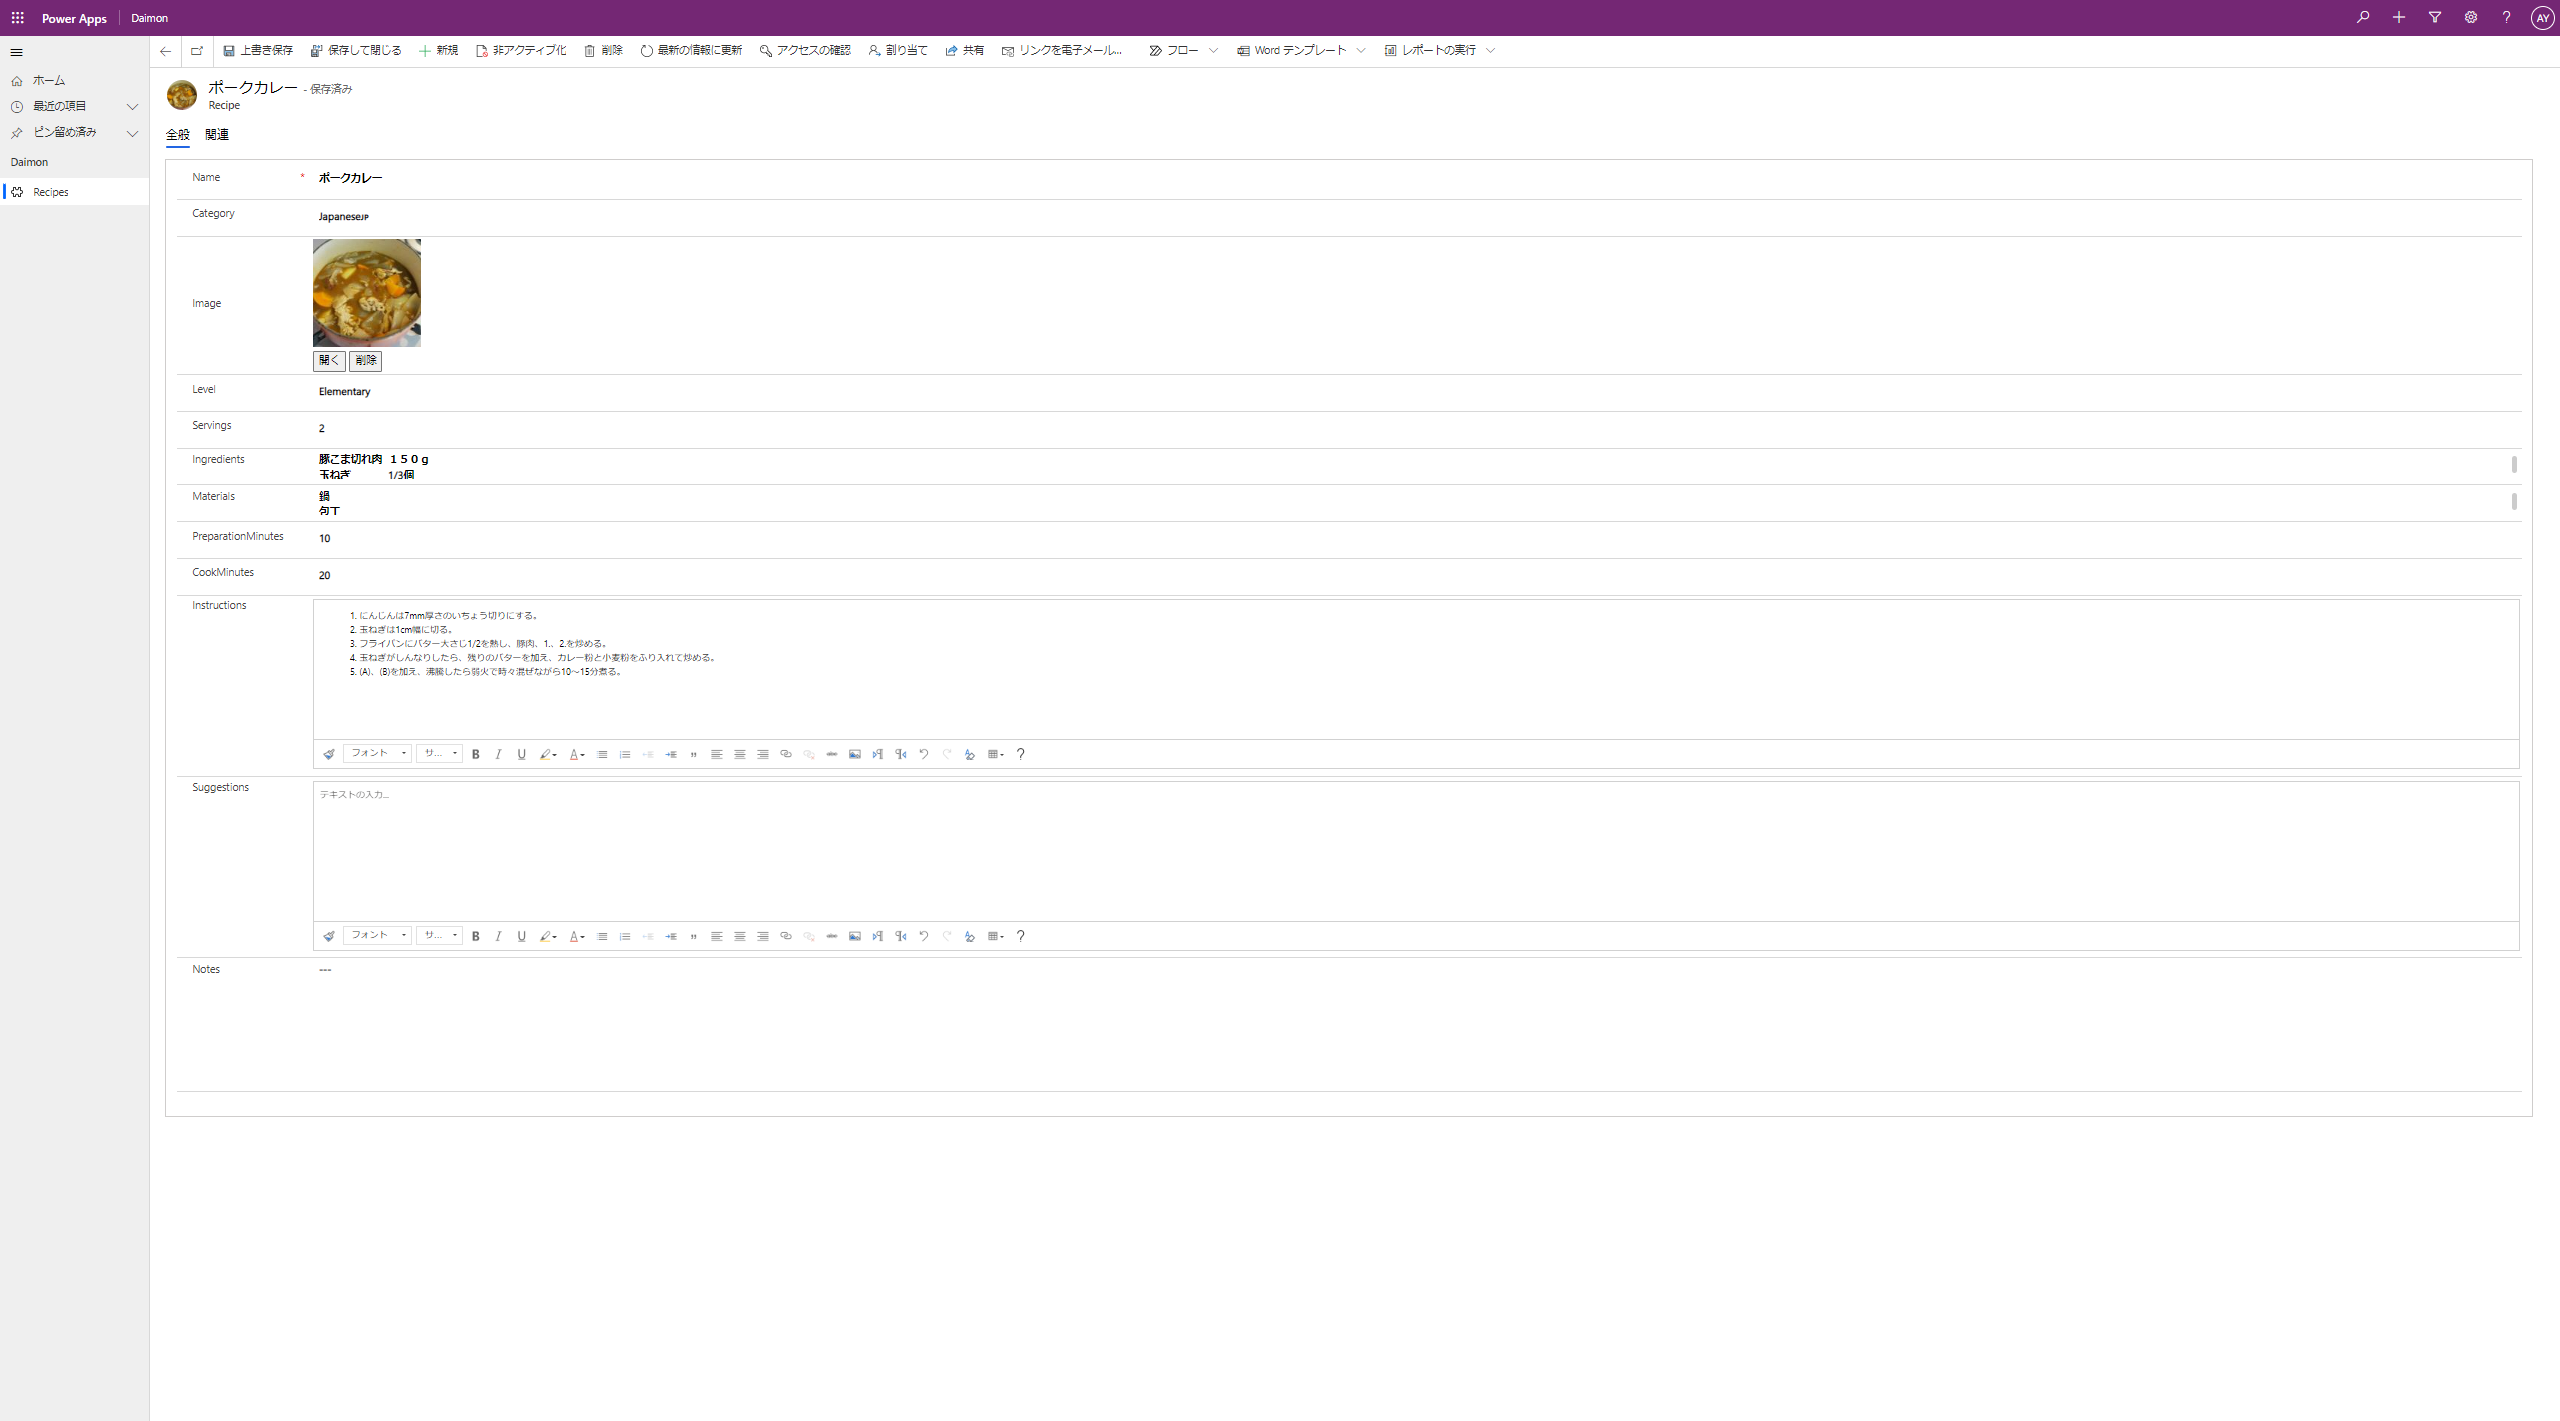 Power Apps Daimon AY
上書き保存 保存して閉じる 新規 非アクティブ化 削除 最新の情報に更新 アクセスの確認 割り当て 共有 リンクを電子メール... フロー Word テンプレート レポートの実行
ホーム
最近の項目
ピン留め済み
Daimon
Recipes
ポークカレー - 保存済み
Recipe
全般 関連
Name * ポークカレー
Category JapaneseJP
Image
開く 削除
Level Elementary
Servings 2
Ingredients 豚こま切れ肉 １５０ｇ
玉ねぎ 1/3個
Materials 鍋
PreparationMinutes 10
CookMinutes 20
Instructions
1. にんじんは7mm厚さのいちょう切りにする。
2. 玉ねぎは1cm幅に切る。
3. フライパンにバター大さじ1/2を熱し、豚肉、1.、2.を炒める。
4. 玉ねぎがしんなりしたら、残りのバターを加え、カレー粉と小麦粉をふり入れて炒める。
5. (A)、(B)を加え、沸騰したら弱火で時々混ぜながら10～15分煮る。
フォント サ... B I U A ?
Suggestions テキストの入力...
フォント サ... B I U A ?
Notes ---